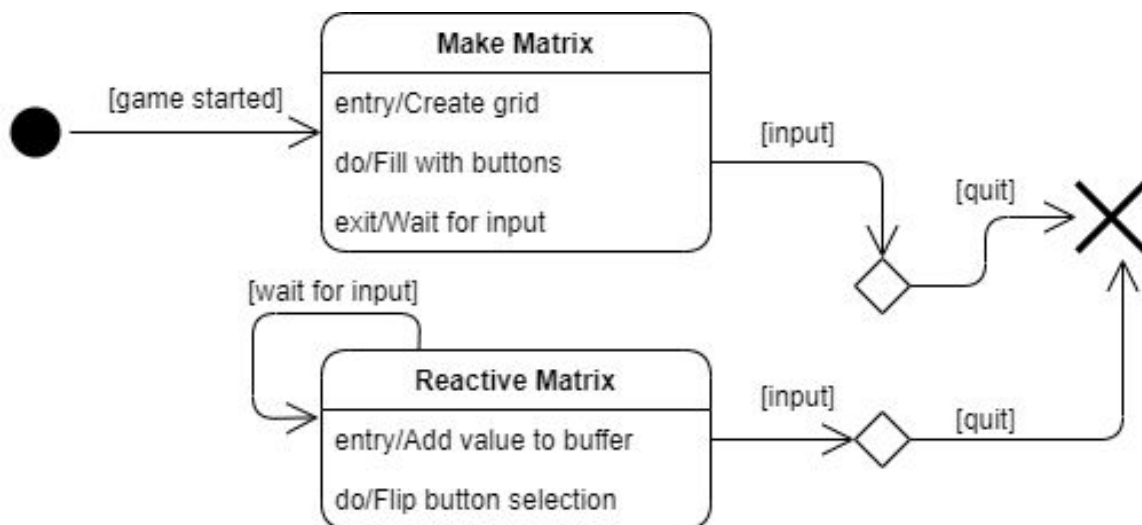 Make Matrix
[game started]
entry/Create grid
do/Fill with buttons
exit/Wait for input
[input]
[quit]
[wait for input]
Reactive Matrix
entry/Add value to buffer
do/Flip button selection
[input]
[quit]